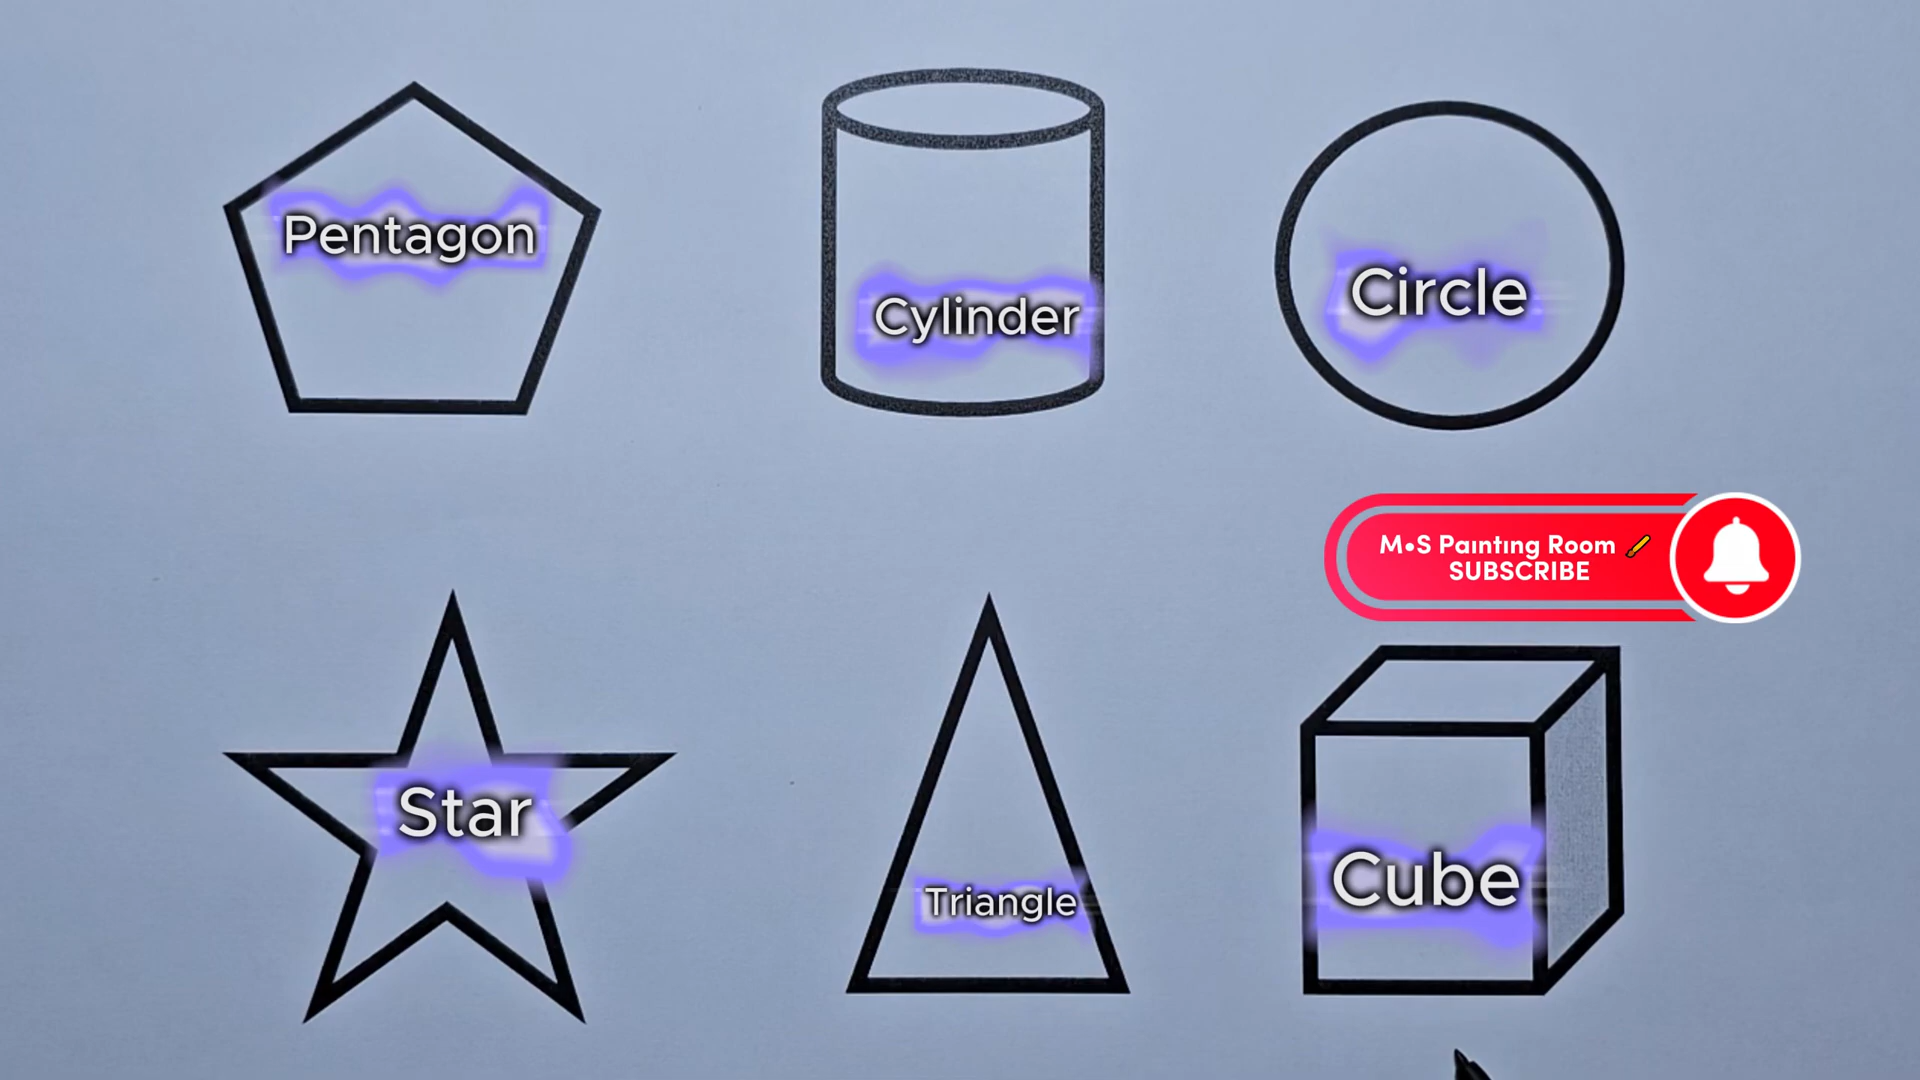 Pentagon
Cylinder
Circle
M•S Painting Room 🖌️
SUBSCRIBE
Star
Triangle
Cube